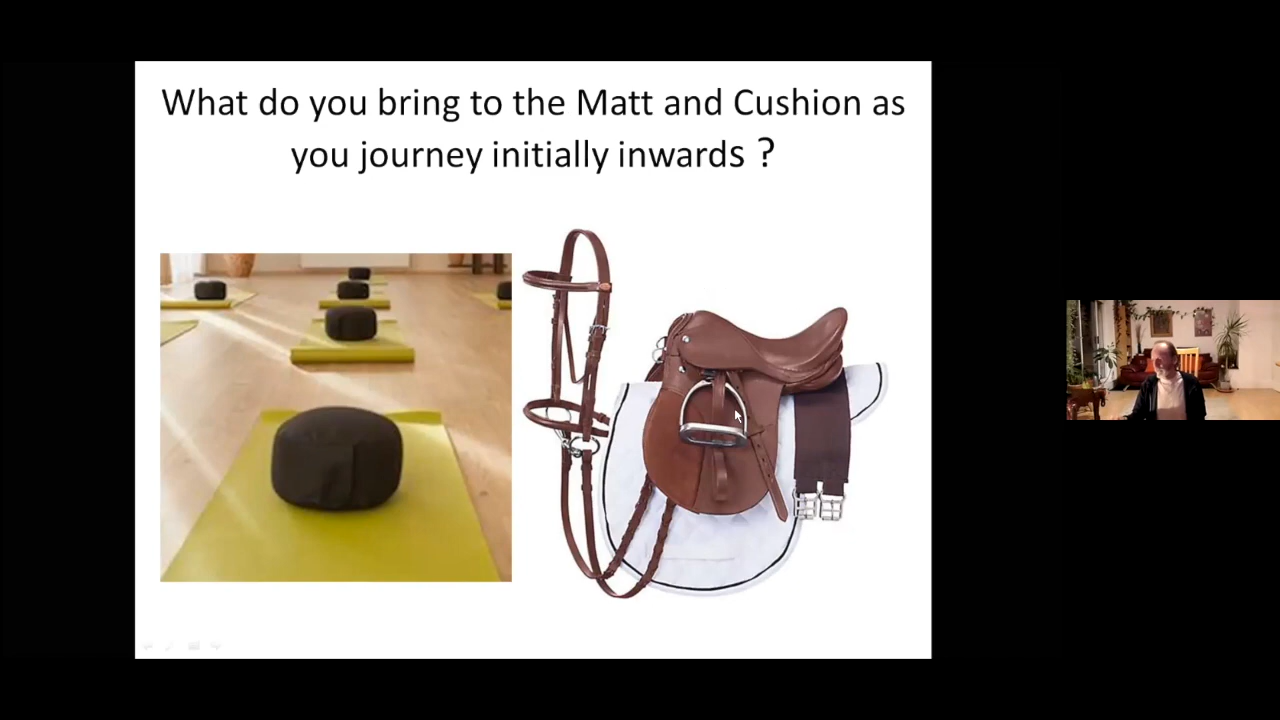 What do you bring to the Matt and Cushion as
you journey initially inwards ?